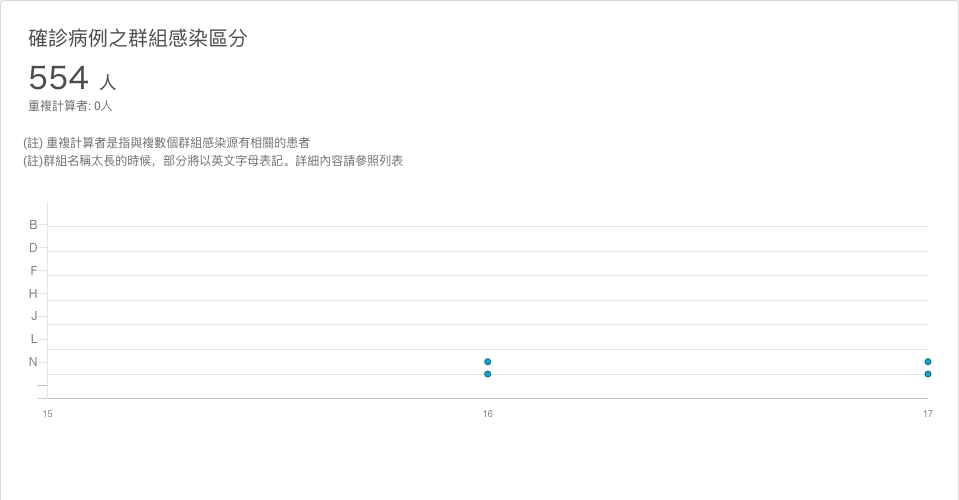 確診病例之群組感染區分
554 人
重複計算者: 0人
(註) 重複計算者是指與複數個群組感染源有相關的患者
(註)群組名稱太長的時候，部分將以英文字母表記。詳細內容請參照列表
B
D
F
H
J
L
N
15 16 17